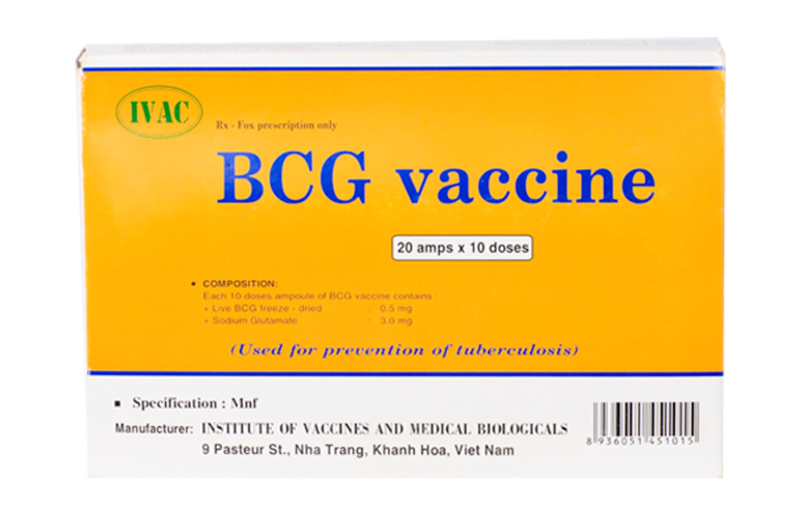 IVAC
Rx - Fox prescription only
BCG vaccine
20 amps x 10 doses
• COMPOSITION:
Each 10 doses ampoule of BCG vaccine contains :
+ Live BCG freeze - dried : 0.5 mg
+ Sodium Glutamate : 3.0 mg
(Used for prevention of tuberculosis)
▪ Specification : Mnf
Manufacturer: INSTITUTE OF VACCINES AND MEDICAL BIOLOGICALS
9 Pasteur St., Nha Trang, Khanh Hoa, Viet Nam
8 936051 451015